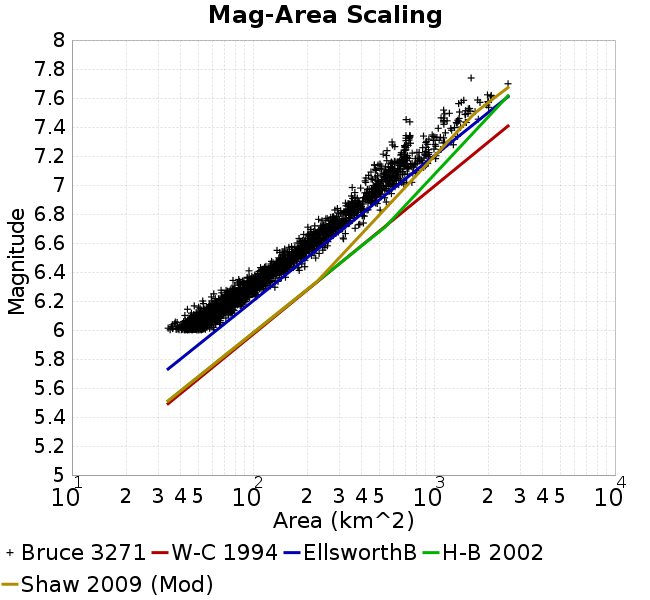 Mag-Area Scaling
8
7.8
7.6
7.4
7.2
7
6.8
6.6
6.4
6.2
6
5.8
5.6
5.4
5.2
5
Magnitude
10^1 2 3 4 5 10^2 2 3 4 5 10^3 2 3 4 5 10^4
Area (km^2)
Bruce 3271 W-C 1994 EllsworthB H-B 2002
Shaw 2009 (Mod)